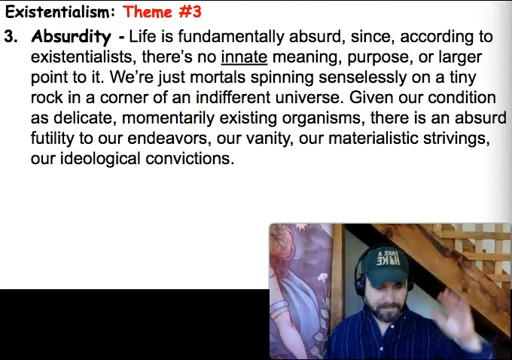 Existentialism: Theme #3
3. Absurdity - Life is fundamentally absurd, since, according to
existentialists, there's no innate meaning, purpose, or larger
point to it. We're just mortals spinning senselessly on a tiny
rock in a corner of an indifferent universe. Given our condition
as delicate, momentarily existing organisms, there is an absurd
futility to our endeavors, our vanity, our materialistic strivings,
our ideological convictions.